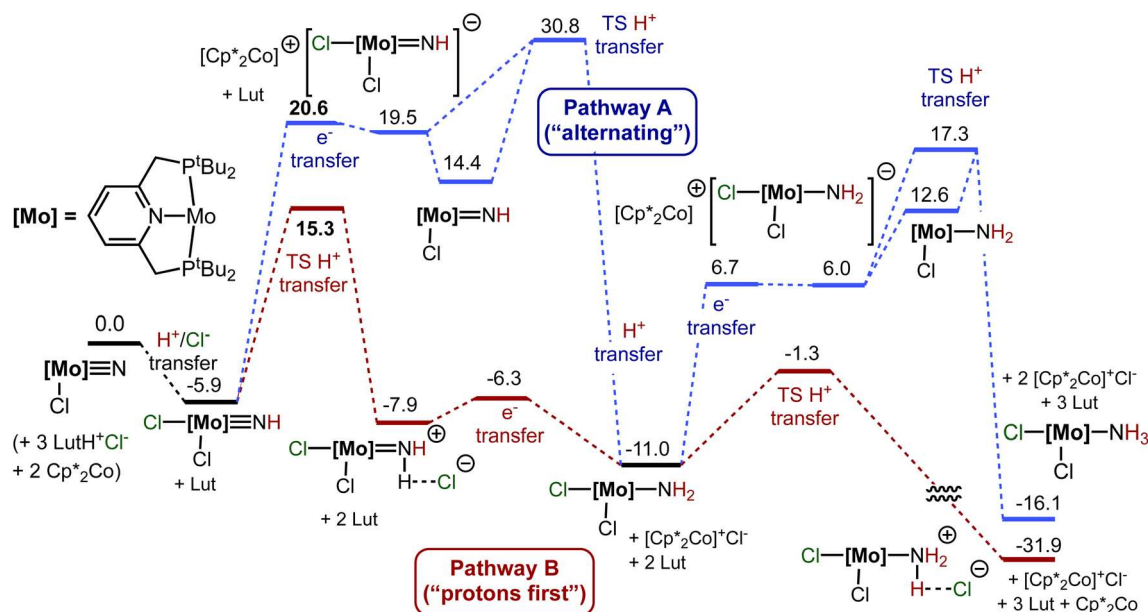 [Cp*2Co]⊕
+ Lut
Cl—[Mo]═NH
Cl
⊖
20.6
e- transfer
19.5
14.4
[Mo]═NH
Cl
30.8
TS H+
transfer
Pathway A
("alternating")
[Mo] =
PtBu2
N—Mo
PtBu2
15.3
TS H+
transfer
0.0
[Mo]≡N
Cl
(+ 3 LutH+Cl-
+ 2 Cp*2Co)
H+/Cl-
transfer
-5.9
Cl—[Mo]≡NH
Cl
+ Lut
-7.9
Cl—[Mo]═NH
⊕
Cl
H---Cl
⊖
+ 2 Lut
-6.3
e-
transfer
H+
transfer
-11.0
Cl—[Mo]—NH2
Cl
+ [Cp*2Co]+Cl-
+ 2 Lut
Pathway B
("protons first")
[Cp*2Co]⊕
Cl—[Mo]—NH2
Cl
⊖
6.7
e-
transfer
6.0
TS H+
transfer
17.3
12.6
[Mo]—NH2
Cl
-1.3
TS H+
transfer
+ 2 [Cp*2Co]+Cl-
+ 3 Lut
Cl—[Mo]—NH3
Cl
-16.1
-31.9
Cl—[Mo]—NH2
⊕
Cl
H---Cl
⊖
+ [Cp*2Co]+Cl-
+ 3 Lut + Cp*2Co